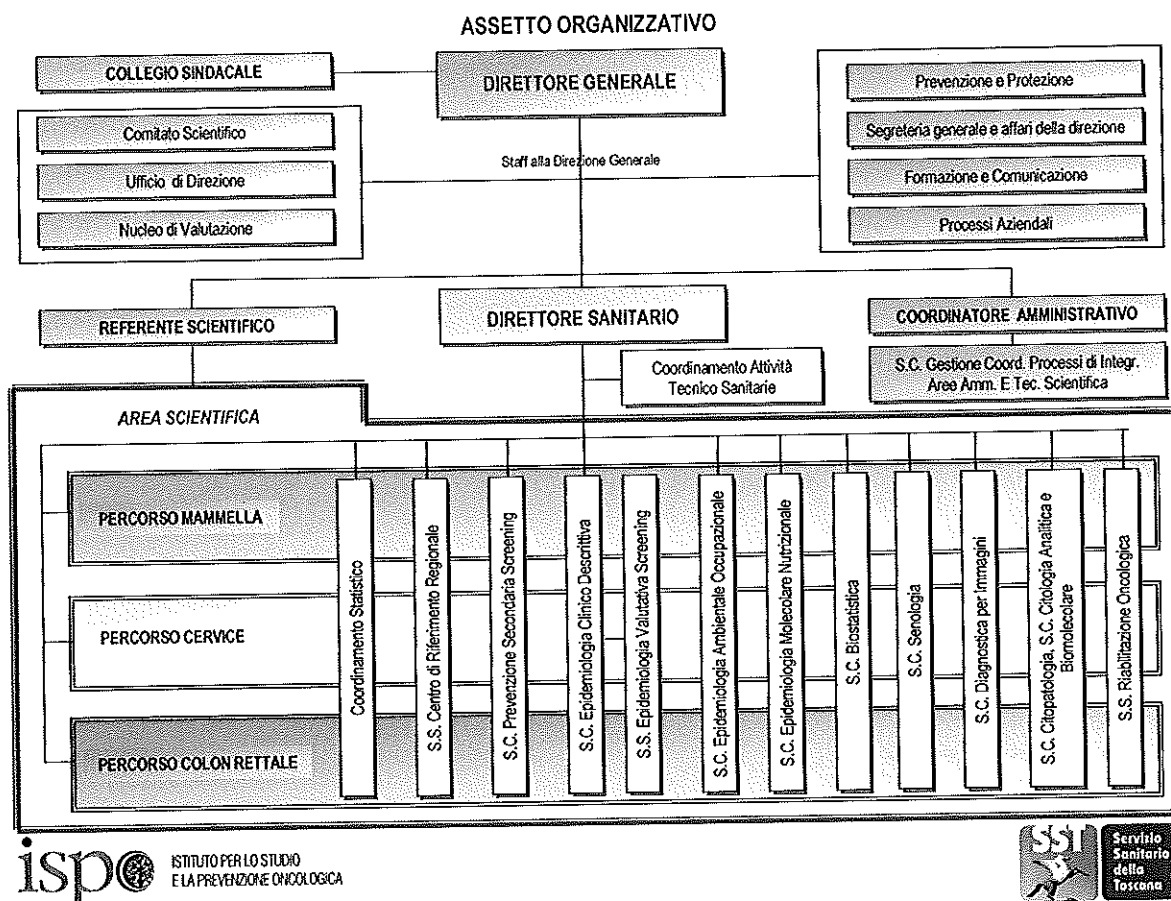 ASSETTO ORGANIZZATIVO
COLLEGIO SINDACALE
DIRETTORE GENERALE
Comitato Scientifico
Ufficio di Direzione
Nucleo di Valutazione
Staff alla Direzione Generale
Prevenzione e Protezione
Segreteria generale e affari della direzione
Formazione e Comunicazione
Processi Aziendali
REFERENTE SCIENTIFICO
DIRETTORE SANITARIO
COORDINATORE AMMINISTRATIVO
Coordinamento Attività
Tecnico Sanitarie
S.C. Gestione Coord. Processi di Integr.
Area Amm. E Tec. Scientifica
AREA SCIENTIFICA
PERCORSO MAMMELLA
PERCORSO CERVICE
PERCORSO COLON RETTALE
Coordinamento Statistico
S.S. Centro di Riferimento Regionale
S.C. Prevenzione Secondaria Screening
S.C. Epidemiologia Clinico Descrittiva
S.S. Epidemiologia Valutativa Screening
S.C. Epidemiologia Ambientale Occupazionale
S.C. Epidemiologia Molecolare Nutrizionale
S.C. Biostatistica
S.C. Senologia
S.C. Diagnostica per Immagini
S.C. Citopatologia, S.C. Citologia Analitica e
Biomolecolare
S.S. Riabilitazione Oncologica
ispo
ISTITUTO PER LO STUDIO
E LA PREVENZIONE ONCOLOGICA
SST
Servizio
Sanitario
della
Toscana